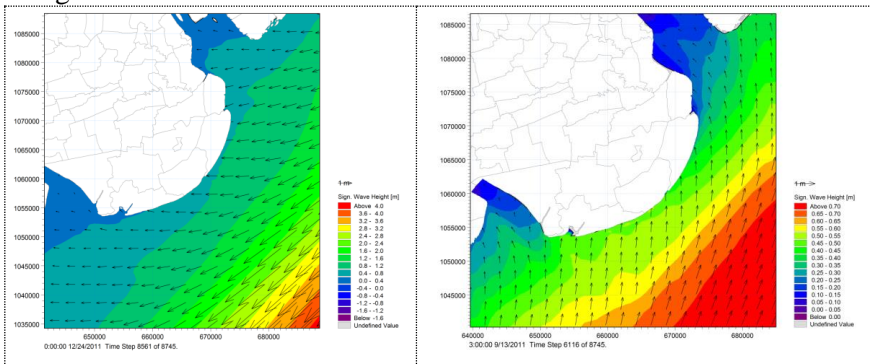 1085000
1080000
1075000
1070000
1065000
1060000
1055000
1050000
1045000
1040000
1035000
650000
660000
670000
680000
0:00:00 12/24/2011 Time Step 8561 of 8745.
1 m
Sign. Wave Height [m]
Above 4.0
3.6 - 4.0
3.2 - 3.6
2.8 - 3.2
2.4 - 2.8
2.0 - 2.4
1.6 - 2.0
1.2 - 1.6
0.8 - 1.2
0.4 - 0.8
0.0 - 0.4
-0.4 - 0.0
-0.8 - -0.4
-1.2 - -0.8
-1.6 - -1.2
Below -1.6
Undefined Value
1085000
1080000
1075000
1070000
1065000
1060000
1055000
1050000
1045000
640000
650000
660000
670000
680000
3:00:00 9/13/2011 Time Step 6116 of 8745.
1 m
Sign. Wave Height [m]
Above 0.70
0.65 - 0.70
0.60 - 0.65
0.55 - 0.60
0.50 - 0.55
0.45 - 0.50
0.40 - 0.45
0.35 - 0.40
0.30 - 0.35
0.25 - 0.30
0.20 - 0.25
0.15 - 0.20
0.10 - 0.15
0.05 - 0.10
0.00 - 0.05
Below 0.00
Undefined Value